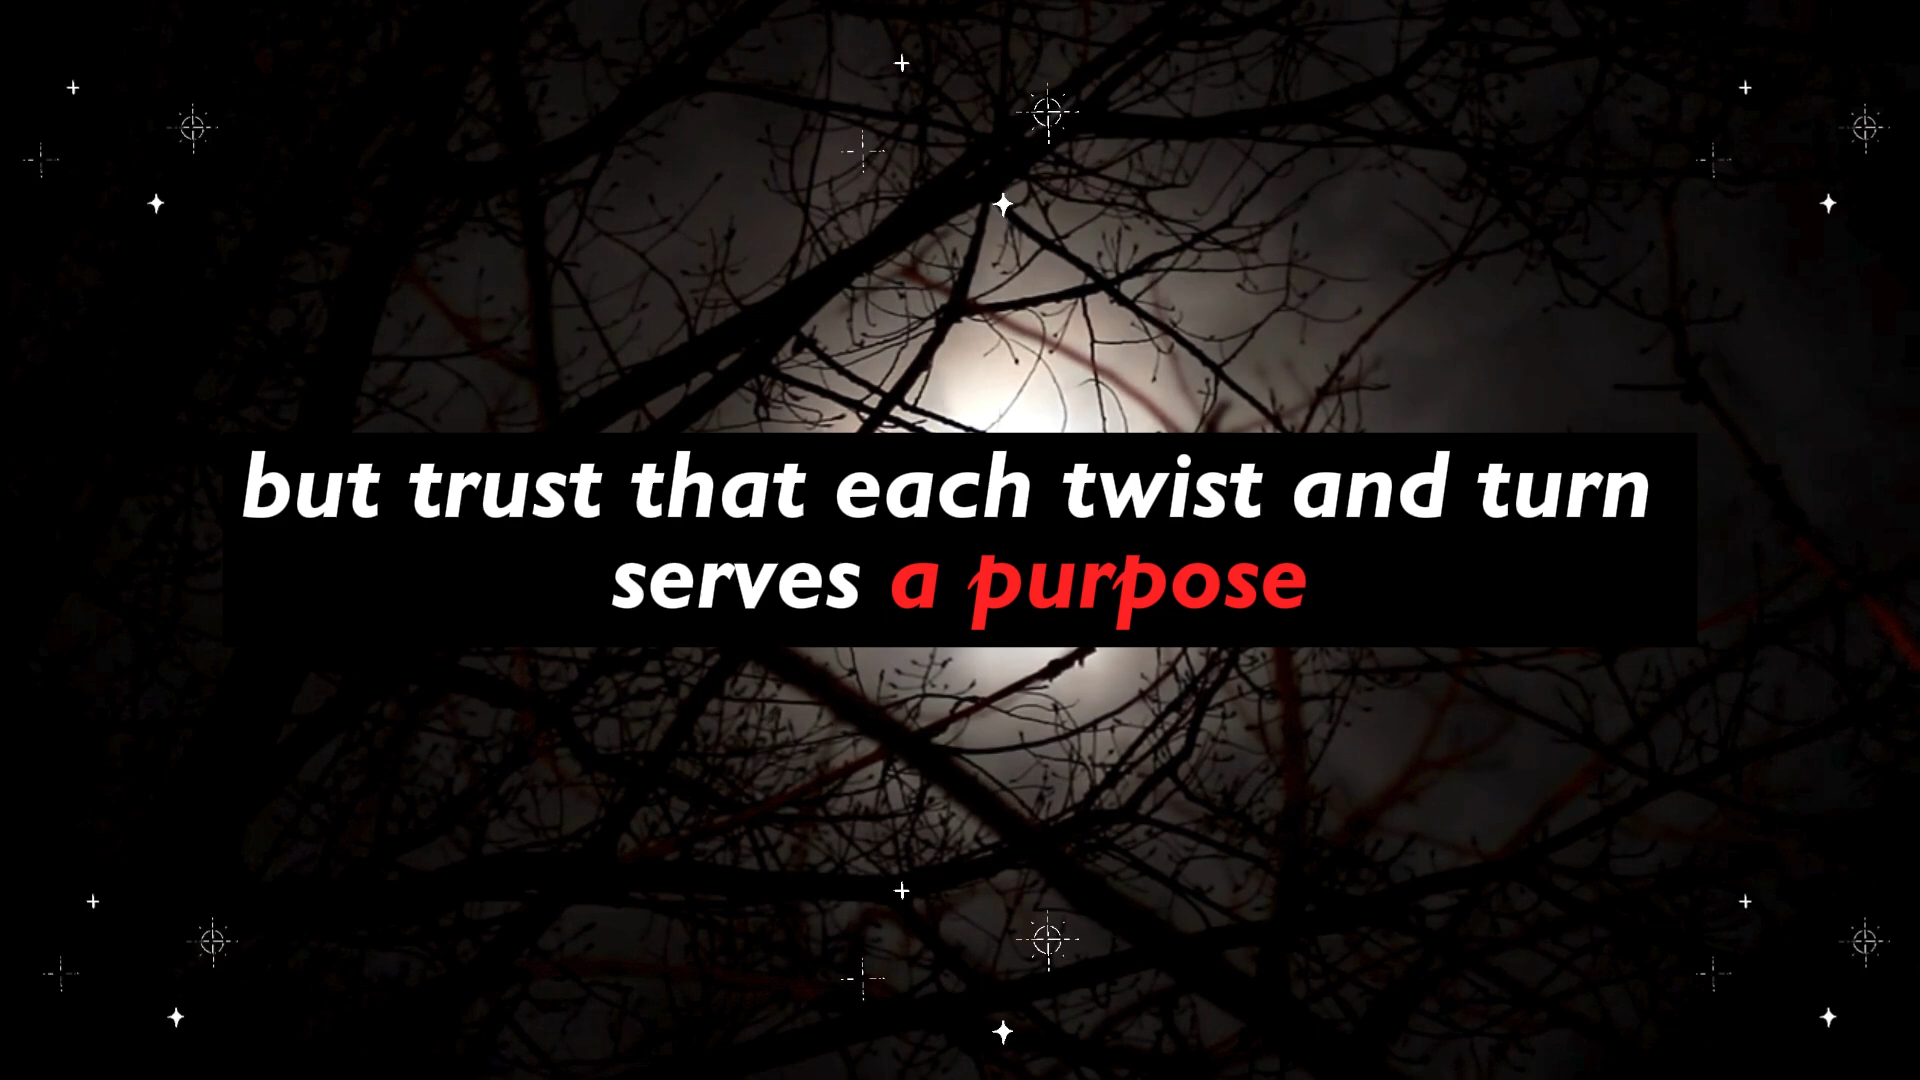 but trust that each twist and turn
serves a purpose